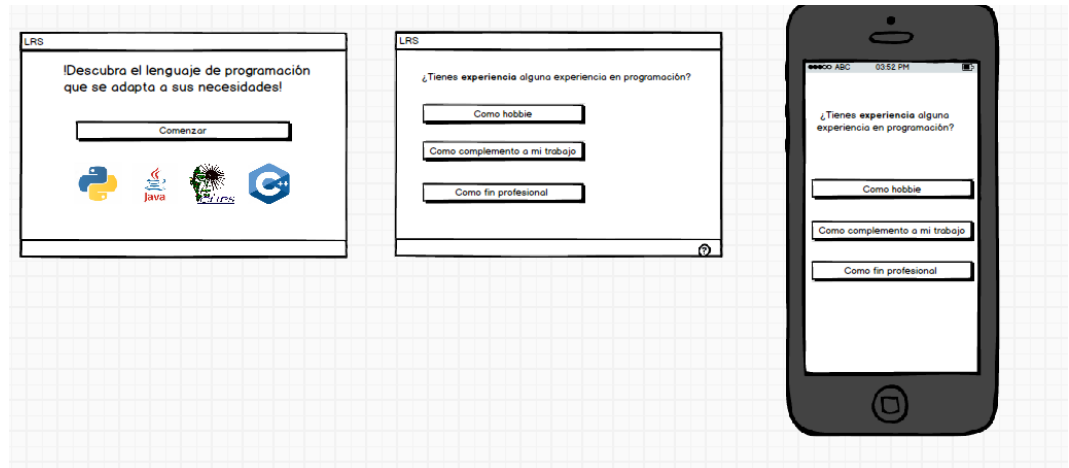 LRS
!Descubra el lenguaje de programación
que se adapta a sus necesidades!
Comenzar
Java
LRS
¿Tienes experiencia alguna experiencia en programación?
Como hobbie
Como complemento a mi trabajo
Como fin profesional
?
ABC 03:52 PM
¿Tienes experiencia alguna
experiencia en programación?
Como hobbie
Como complemento a mi trabajo
Como fin profesional